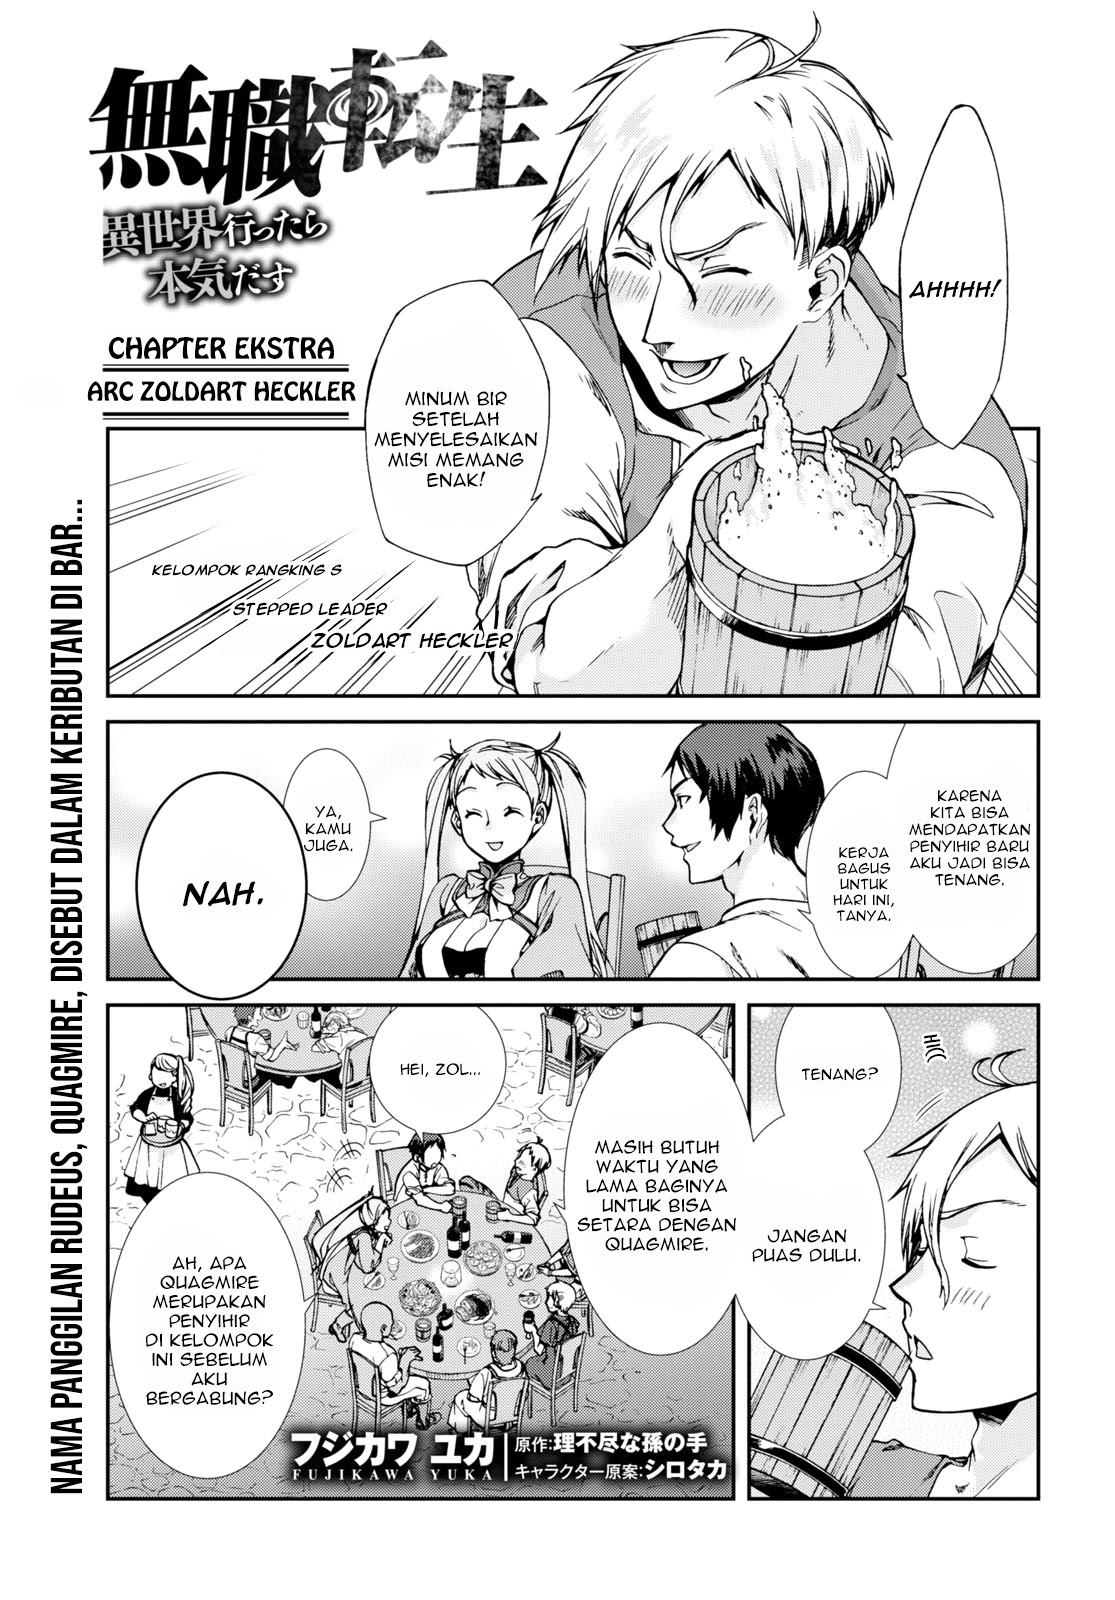 無職転生
異世界行ったら
本気だす
CHAPTER EKSTRA
ARC ZOLDART HECKLER
AHHHH!
MINUM BIR
SETELAH
MENYELESAIKAN
MISI MEMANG
ENAK!
KELOMPOK RANGKING S
STEPPED LEADER
ZOLDART HECKLER
NAMA PANGGILAN RUDEUS, QUAGMIRE, DISEBUT DALAM KERIBUTAN DI BAR...
KARENA
KITA BISA
MENDAPATKAN
PENYIHIR BARU
AKU JADI BISA
TENANG.
KERJA
BAGUS
UNTUK
HARI INI,
TANYA.
YA,
KAMU
JUGA.
NAH.
TENANG?
HIC
JANGAN
PUAS DULU.
MASIH BUTUH
WAKTU YANG
LAMA BAGINYA
UNTUK BISA
SETARA DENGAN
QUAGMIRE.
HEI, ZOL...
AH, APA
QUAGMIRE
MERUPAKAN
PENYIHIR
DI KELOMPOK
INI SEBELUM
AKU
BERGABUNG?
フジカワ ユカ
FUJIKAWA YUKA
原作:理不尽な孫の手
キャラクター原案:シロタカ